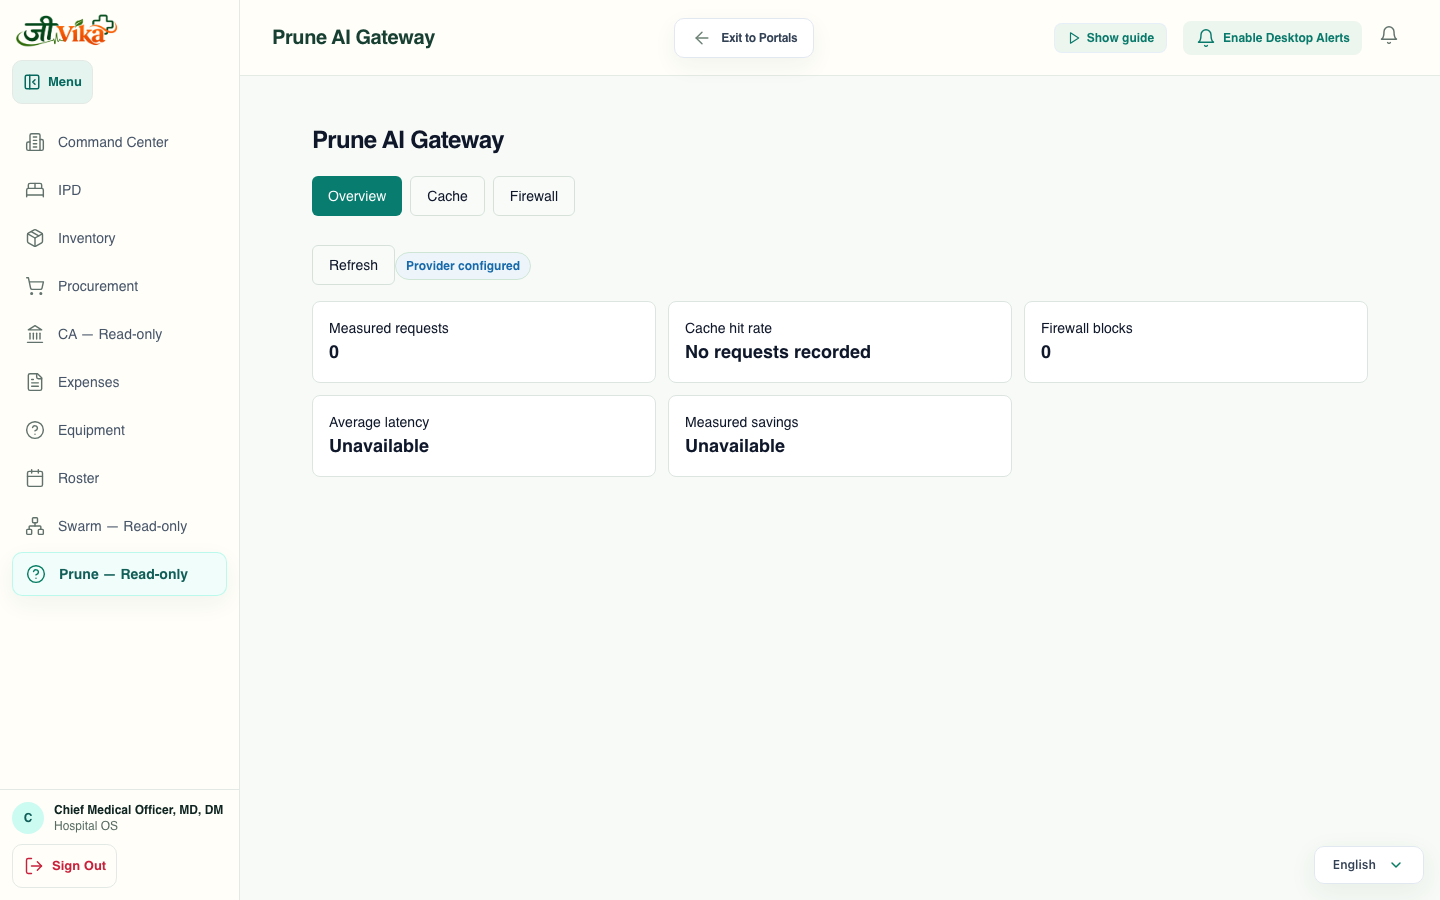 जीVika
Menu
Command Center
IPD
Inventory
Procurement
CA — Read-only
Expenses
Equipment
Roster
Swarm — Read-only
Prune — Read-only
C
Chief Medical Officer, MD, DM
Hospital OS
Sign Out
Prune AI Gateway
Exit to Portals
Show guide
Enable Desktop Alerts
Prune AI Gateway
Overview
Cache
Firewall
Refresh
Provider configured
Measured requests
0
Cache hit rate
No requests recorded
Firewall blocks
0
Average latency
Unavailable
Measured savings
Unavailable
English